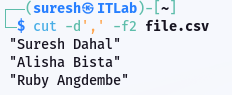 ┌──(suresh㉿ITLab)-[~]
└─$ cut -d',' -f2 file.csv
"Suresh Dahal"
"Alisha Bista"
"Ruby Angdembe"